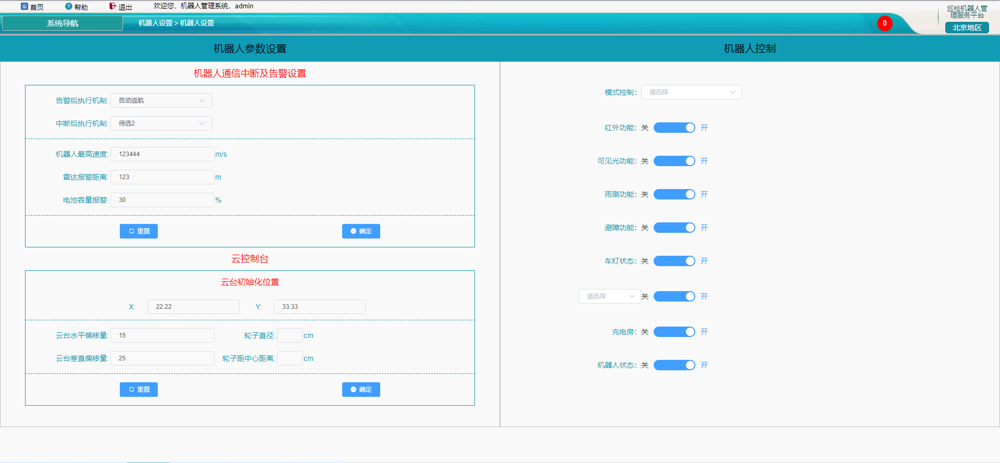 首页 帮助 退出 欢迎您，机器人管理系统，admin
巡检机器人管
理服务平台
系统导航 机器人设置 > 机器人设置 0 北京地区
机器人参数设置 机器人控制
机器人通信中断及告警设置
告警后执行机制: 自动返航
中断后执行机制: 待选2
机器人最高速度: 123444 m/s
雷达报警距离: 123 m
电池容量报警: 30 %
重置 确定
云控制台
云台初始化位置
X: 22.22 Y: 33.33
云台水平偏移量: 15 轮子直径: cm
云台垂直偏移量: 25 轮子距中心距离: cm
重置 确定
模式控制： 请选择
红外功能： 关 开
可见光功能： 关 开
雨刷功能： 关 开
避障功能： 关 开
车灯状态： 关 开
请选择 关 开
充电房： 关 开
机器人状态： 关 开